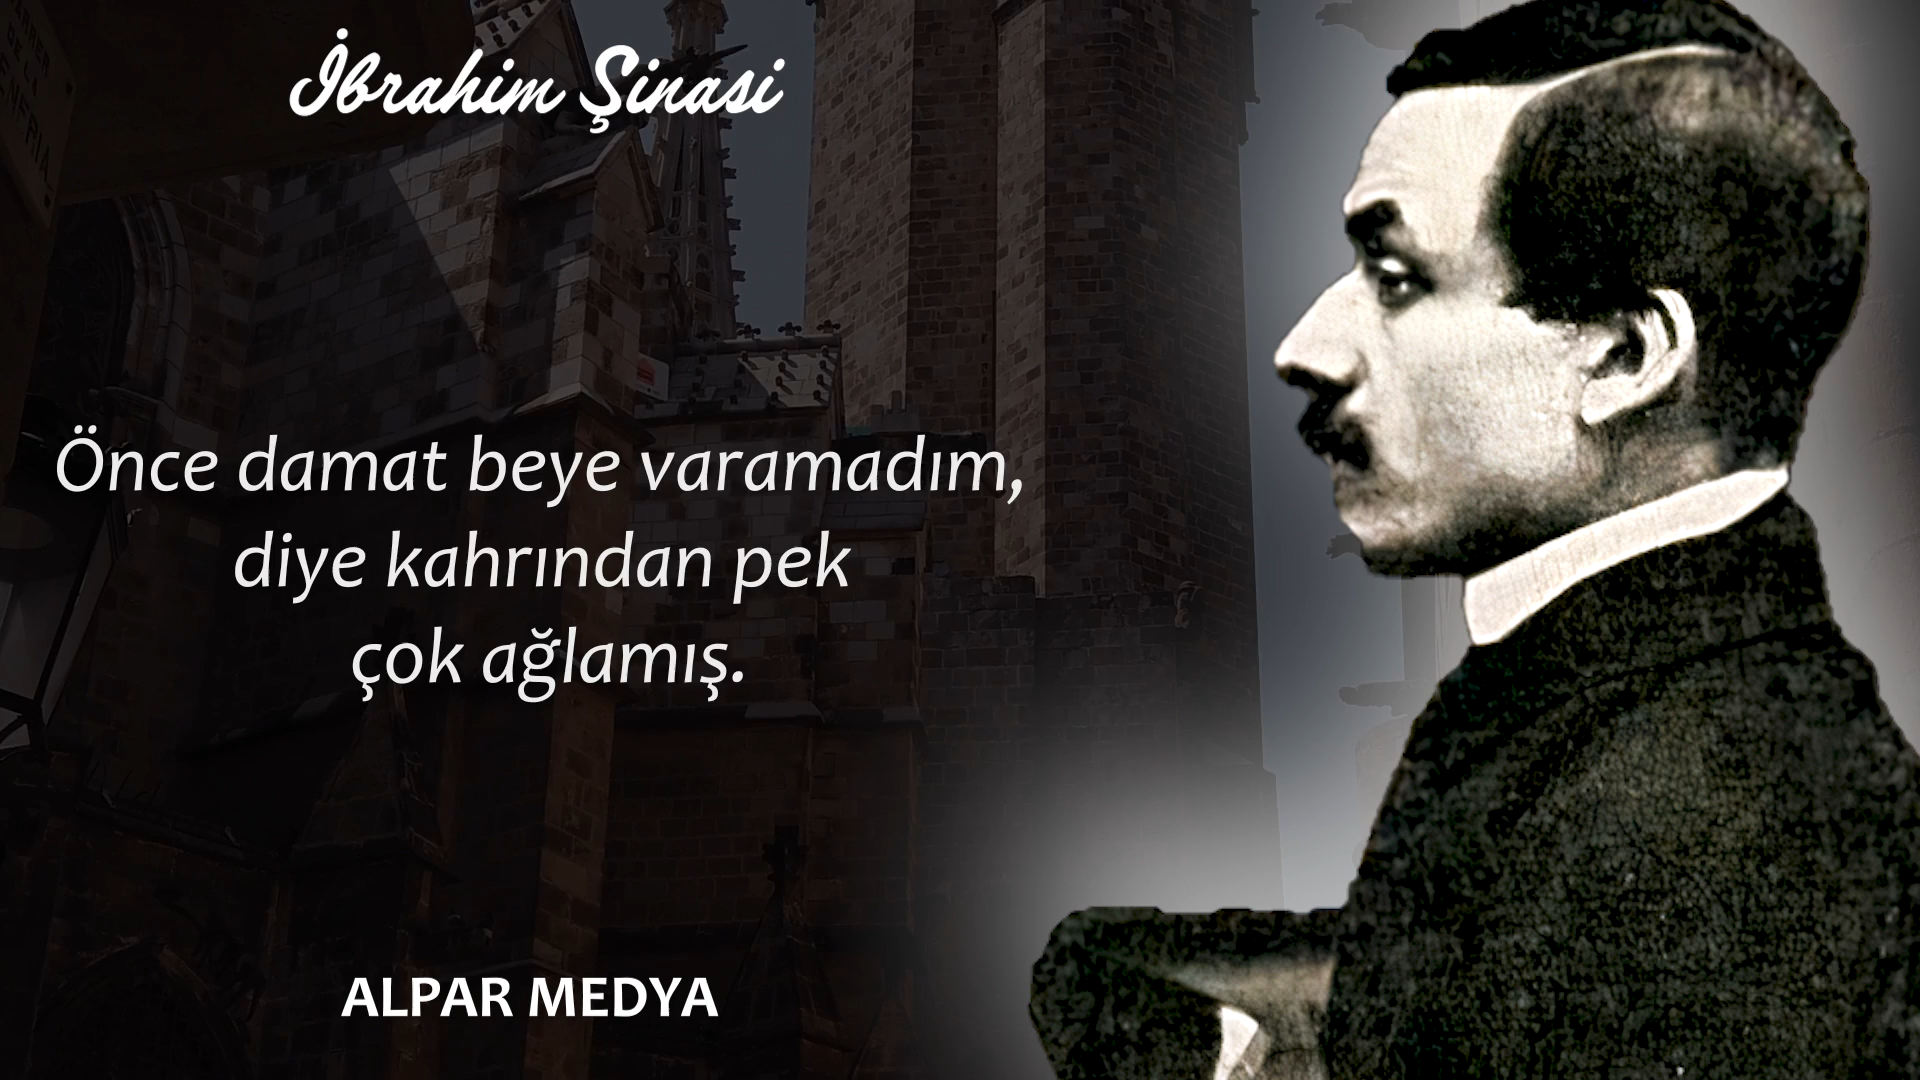 İbrahim Şinasi
Önce damat beye varamadım,
diye kahrından pek
çok ağlamış.
ALPAR MEDYA